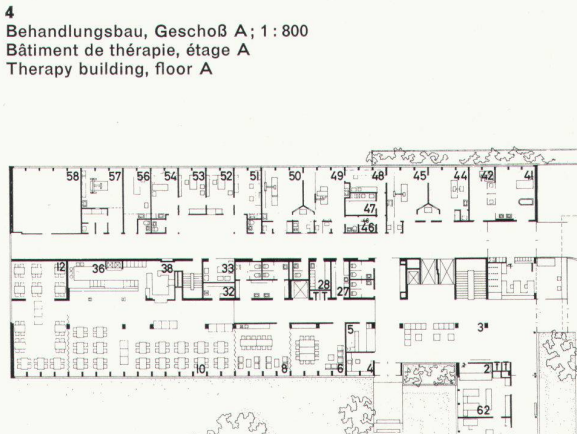 4
Behandlungsbau, Geschoß A; 1 : 800
Bâtiment de thérapie, étage A
Therapy building, floor A
58 57 56 54 53 52 51 50 49 48 45 44 42 41
47
46
12 36 38 33
32 28 27
5 3
10 8 6 4 2
62